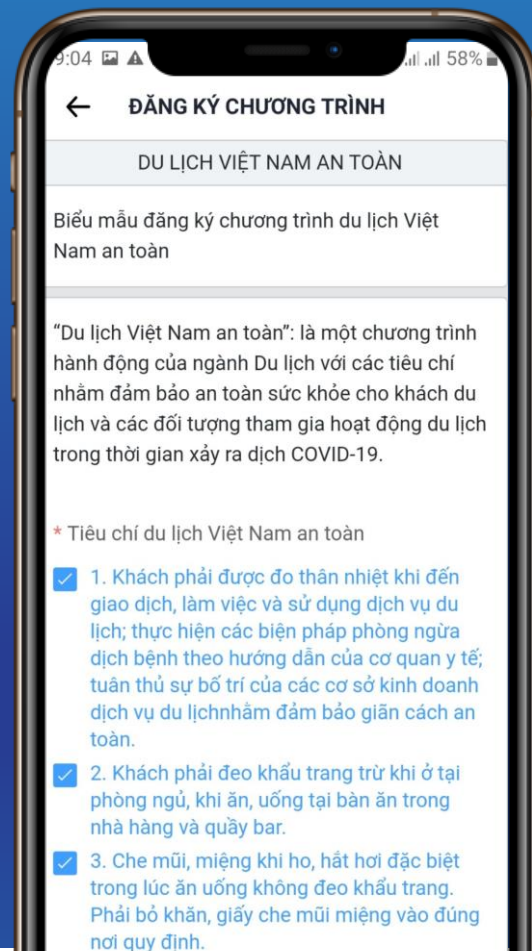 9:04 58%
ĐĂNG KÝ CHƯƠNG TRÌNH
DU LỊCH VIỆT NAM AN TOÀN
Biểu mẫu đăng ký chương trình du lịch Việt
Nam an toàn
“Du lịch Việt Nam an toàn”: là một chương trình
hành động của ngành Du lịch với các tiêu chí
nhằm đảm bảo an toàn sức khỏe cho khách du
lịch và các đối tượng tham gia hoạt động du lịch
trong thời gian xảy ra dịch COVID-19.
* Tiêu chí du lịch Việt Nam an toàn
1. Khách phải được đo thân nhiệt khi đến
giao dịch, làm việc và sử dụng dịch vụ du
lịch; thực hiện các biện pháp phòng ngừa
dịch bệnh theo hướng dẫn của cơ quan y tế;
tuân thủ sự bố trí của các cơ sở kinh doanh
dịch vụ du lịchnhằm đảm bảo giãn cách an
toàn.
2. Khách phải đeo khẩu trang trừ khi ở tại
phòng ngủ, khi ăn, uống tại bàn ăn trong
nhà hàng và quầy bar.
3. Che mũi, miệng khi ho, hắt hơi đặc biệt
trong lúc ăn uống không đeo khẩu trang.
Phải bỏ khăn, giấy che mũi miệng vào đúng
nơi quy định.